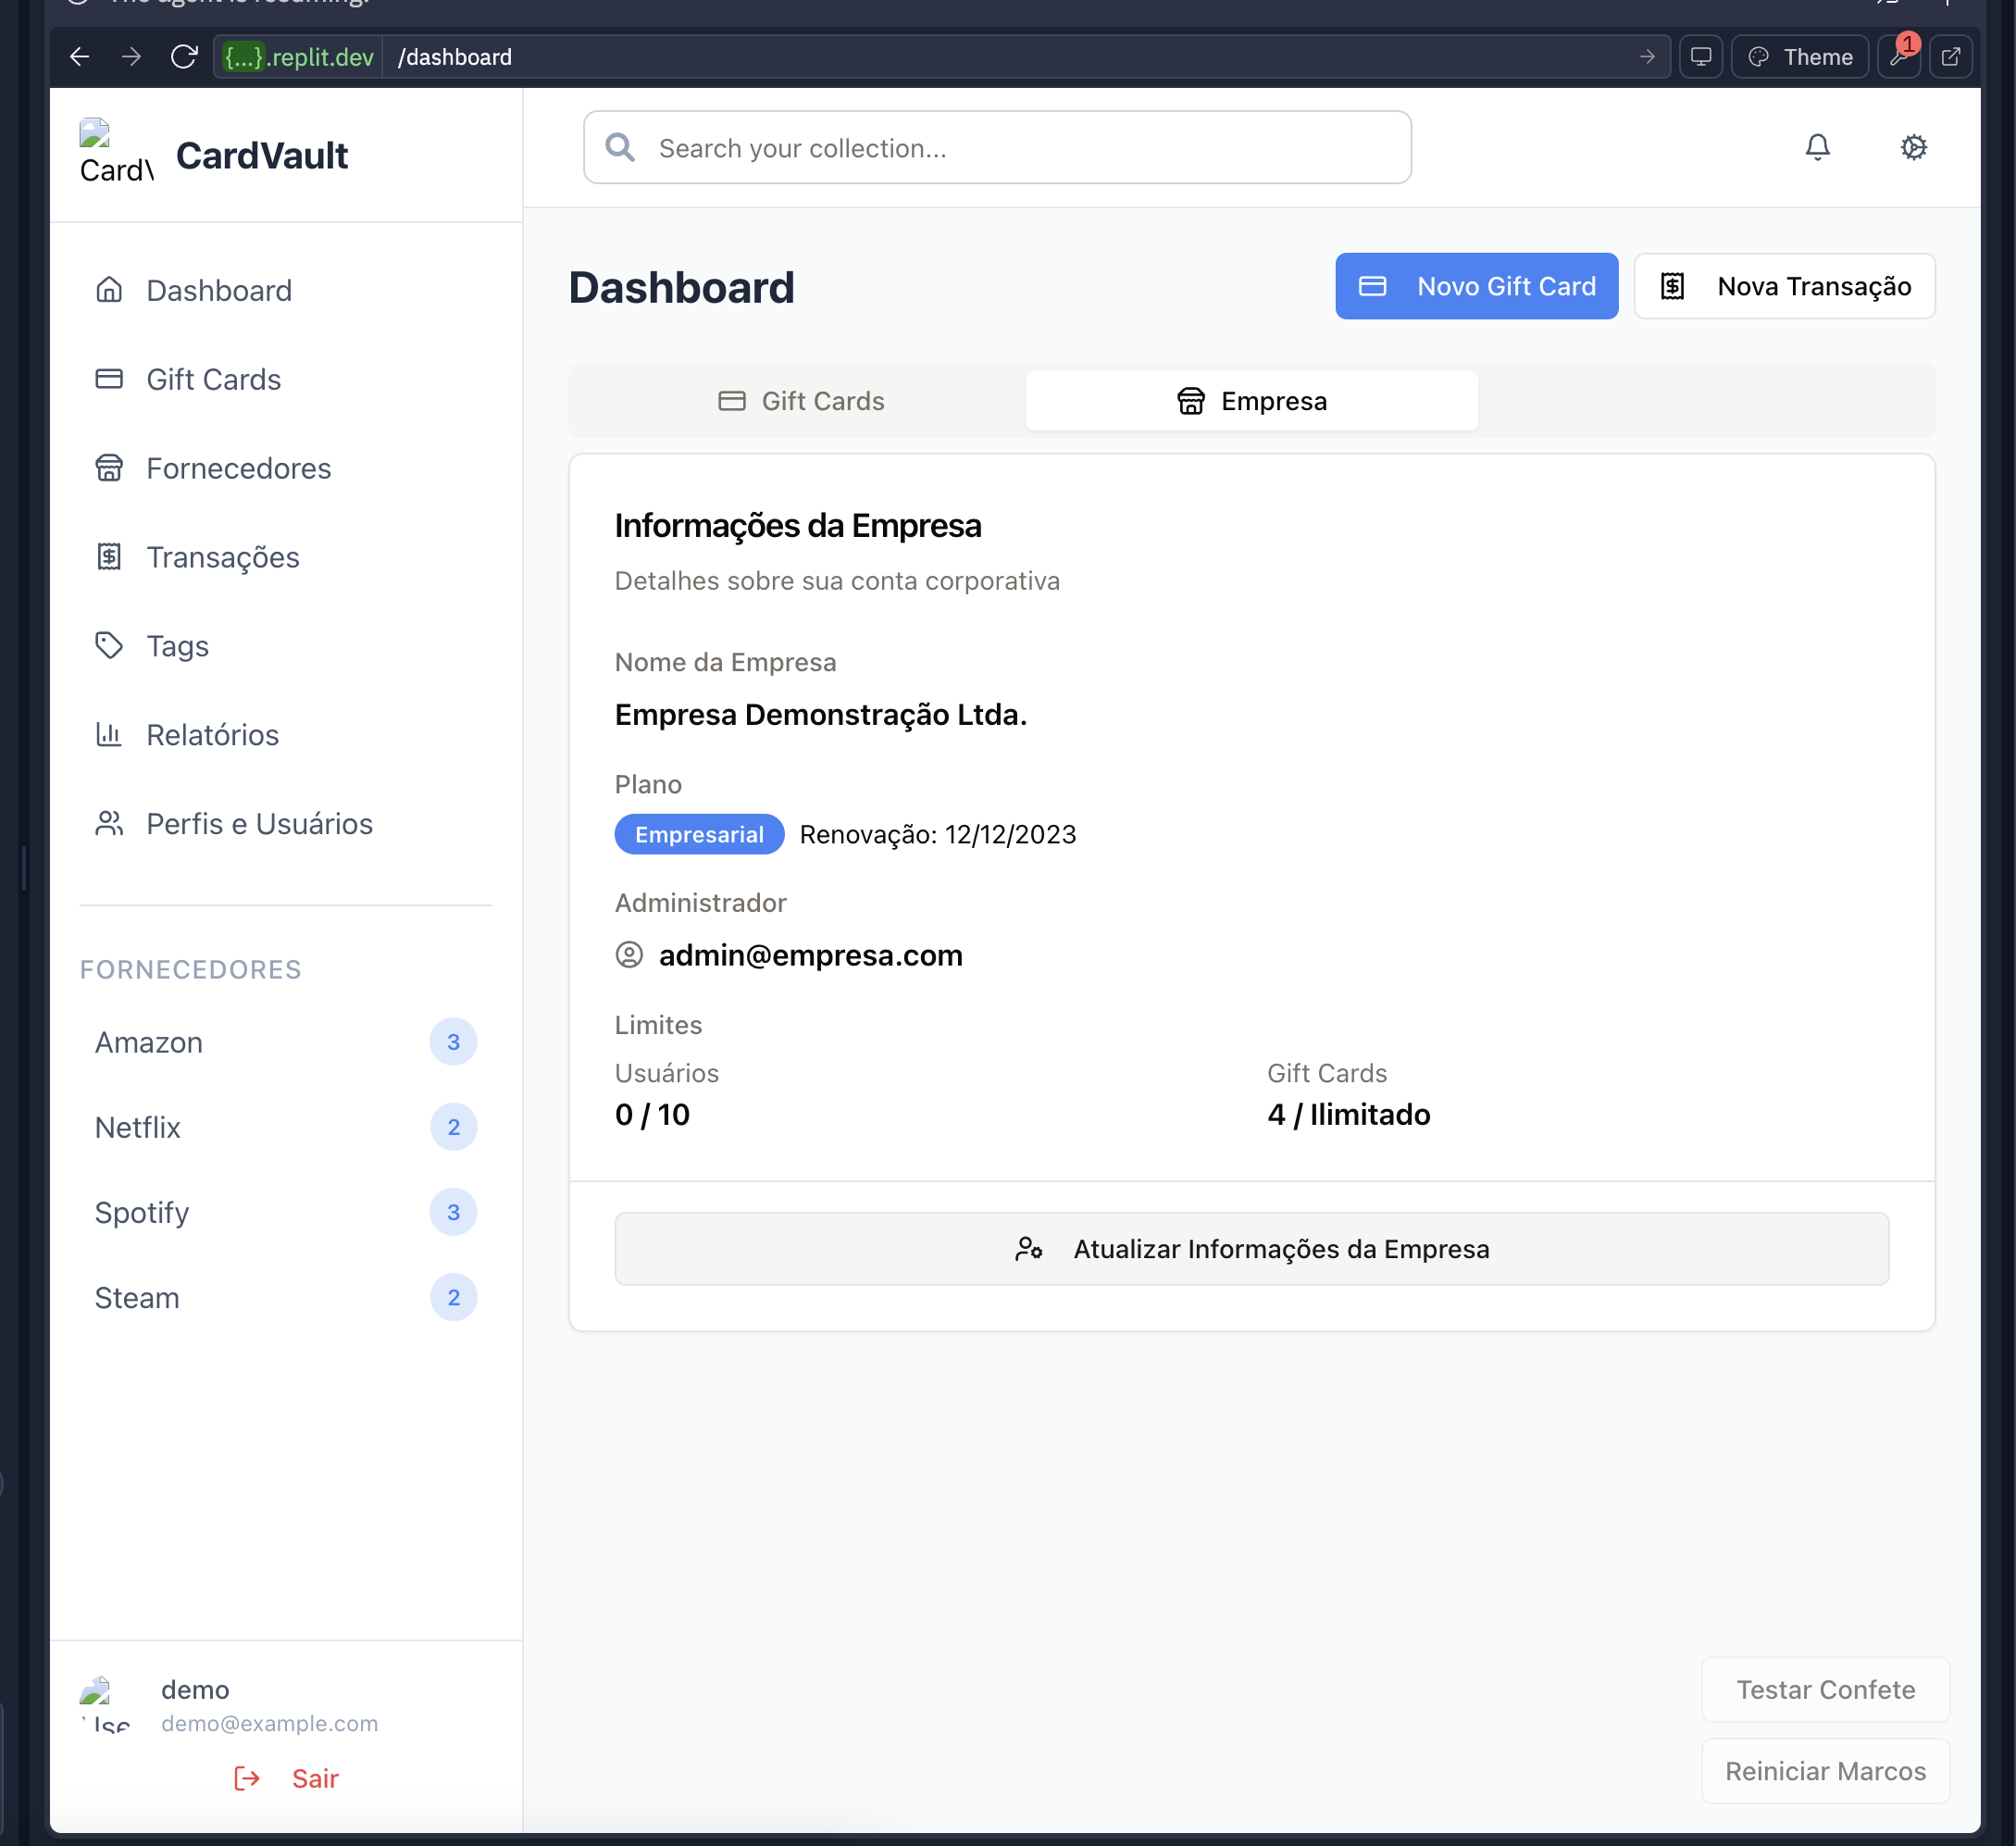 The agent is resuming.
{...}.replit.dev /dashboard
Theme
1
Card\
CardVault
Search your collection...
Dashboard
Gift Cards
Fornecedores
Transações
Tags
Relatórios
Perfis e Usuários
FORNECEDORES
Amazon 3
Netflix 2
Spotify 3
Steam 2
demo
demo@example.com
Sair
Dashboard
Novo Gift Card
Nova Transação
Gift Cards
Empresa
Informações da Empresa
Detalhes sobre sua conta corporativa
Nome da Empresa
Empresa Demonstração Ltda.
Plano
Empresarial Renovação: 12/12/2023
Administrador
admin@empresa.com
Limites
Usuários
0 / 10
Gift Cards
4 / Ilimitado
Atualizar Informações da Empresa
Testar Confete
Reiniciar Marcos